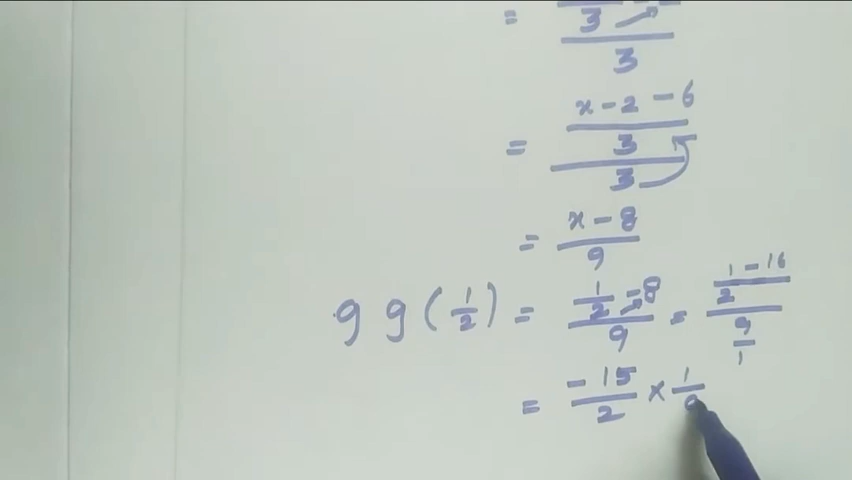 = 3 / 3
= ((x - 2 - 6) / 3) / 3
= (x - 8) / 9
g g (1/2) = (1/2 - 8) / 9 = ((1 - 16) / 2) / (9/1)
= -15/2 × 1/9